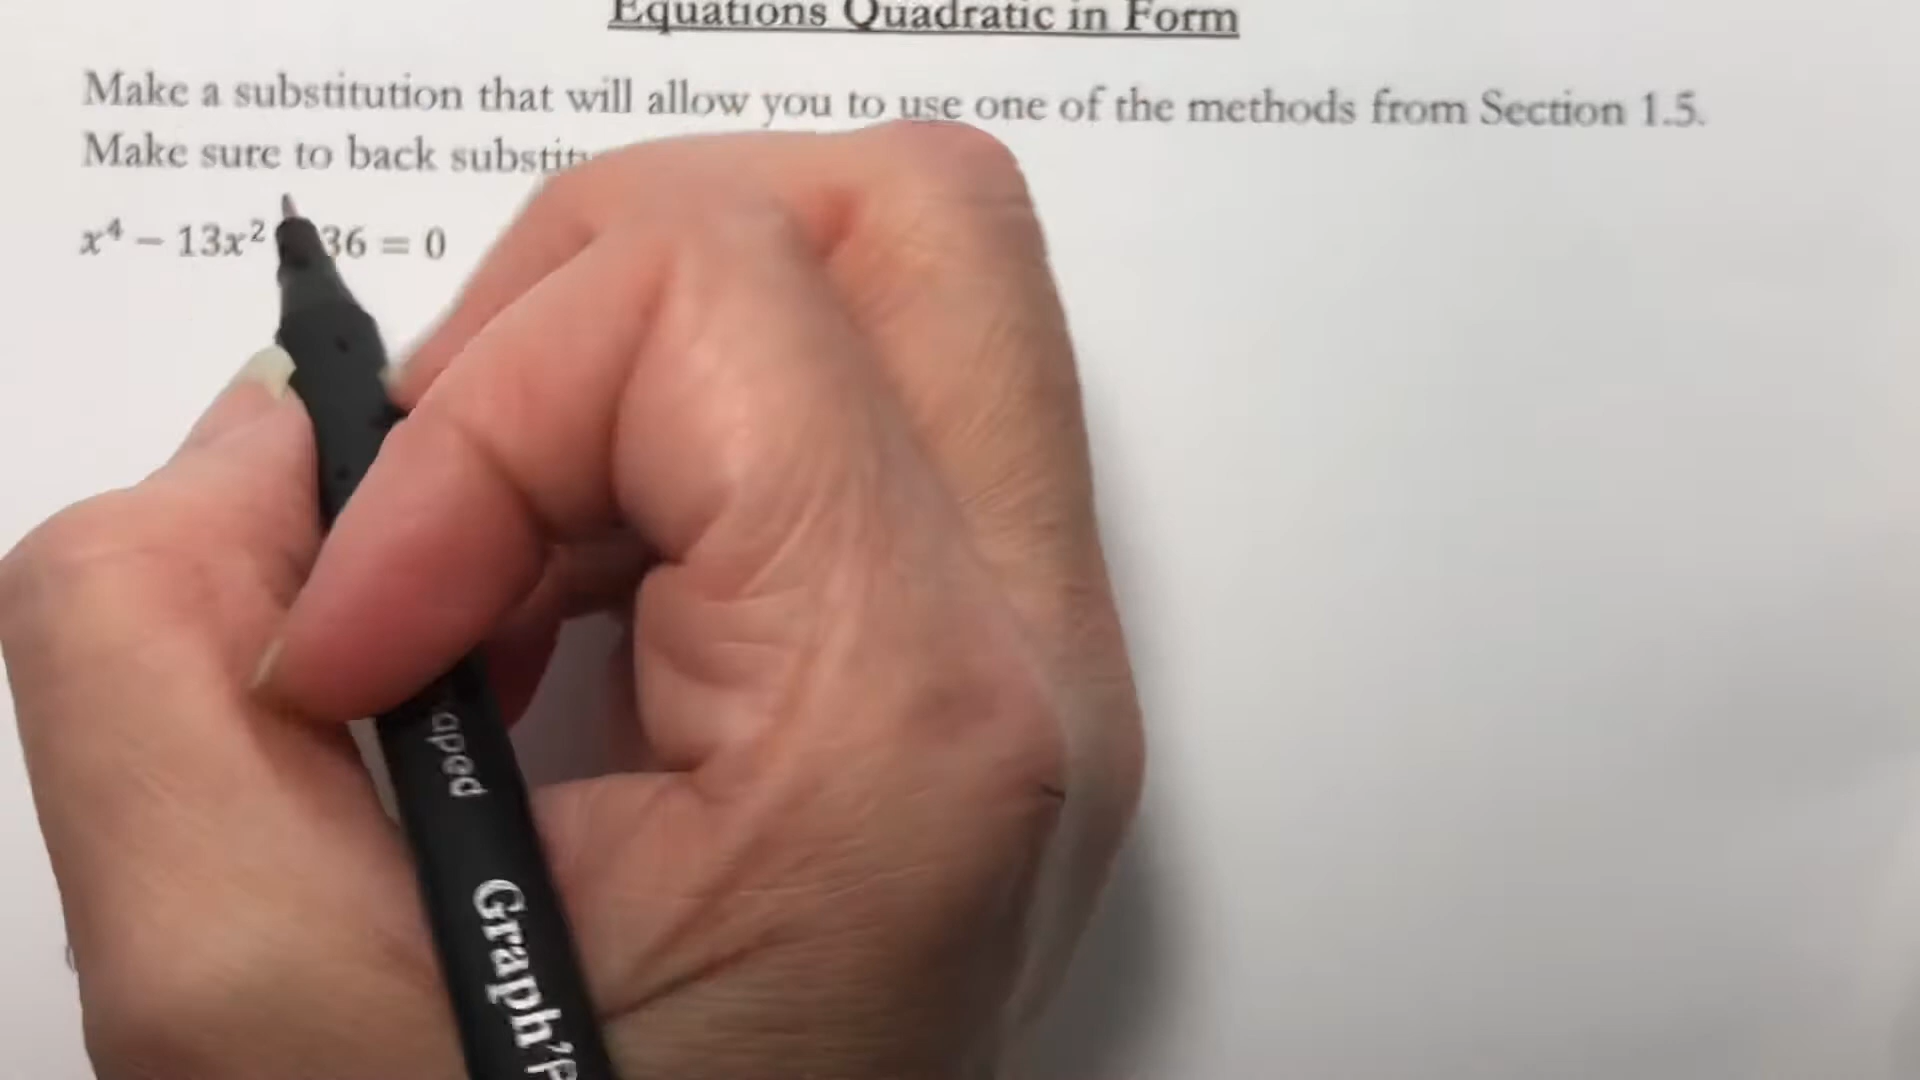 Equations Quadratic in Form
Make a substitution that will allow you to use one of the methods from Section 1.5.
Make sure to back
x⁴ − 13x² 36 = 0
aped
Graph'P